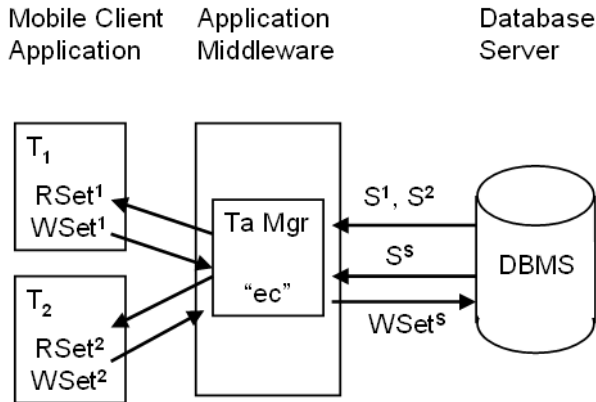 Mobile Client
Application
Application
Middleware
Database
Server
T₁
RSet¹
WSet¹
T₂
RSet²
WSet²
Ta Mgr
“ec”
S¹, S²
Sˢ
WSetˢ
DBMS